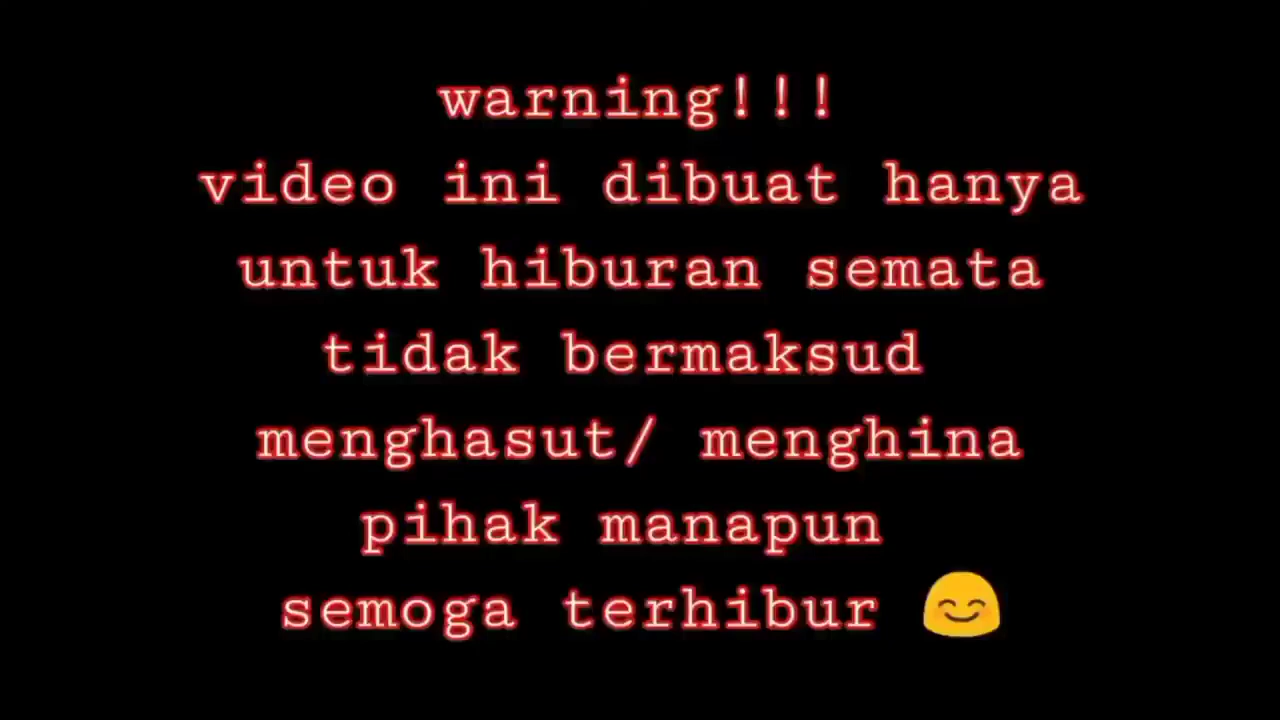 warning!!!
video ini dibuat hanya
untuk hiburan semata
tidak bermaksud
menghasut/ menghina
pihak manapun
semoga terhibur 😊